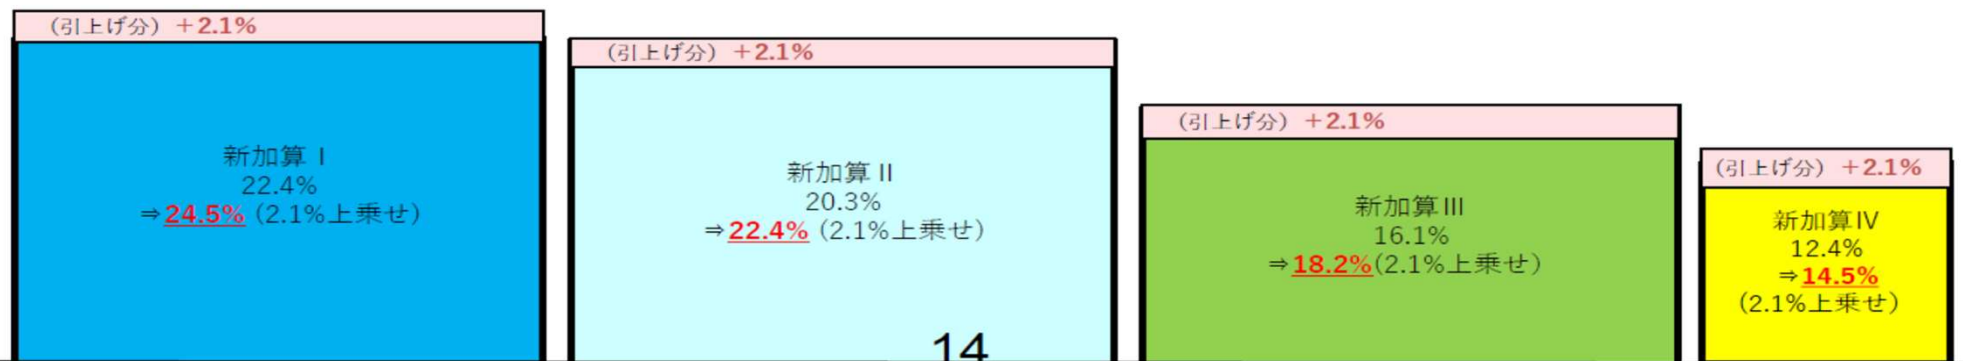 (引上げ分) +2.1%
新加算 I
22.4%
⇒24.5% (2.1%上乗せ)
(引上げ分) +2.1%
新加算 II
20.3%
⇒22.4% (2.1%上乗せ)
14
(引上げ分) +2.1%
新加算III
16.1%
⇒18.2%(2.1%上乗せ)
(引上げ分) +2.1%
新加算IV
12.4%
⇒14.5%
(2.1%上乗せ)